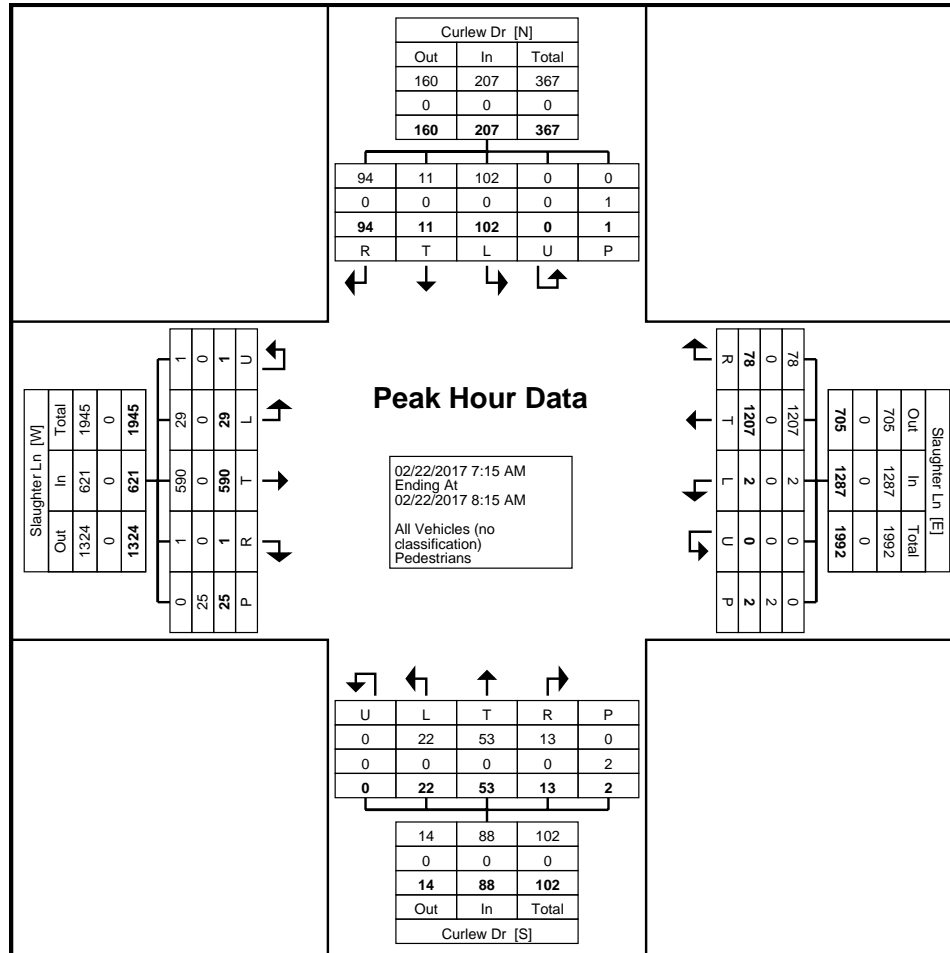 Curlew Dr [N]
Out In Total
160 207 367
0 0 0
160 207 367
94 11 102 0 0
0 0 0 0 1
94 11 102 0 1
R T L U P
Slaughter Ln [W]
Total In Out
1945 621 1324
0 0 0
1945 621 1324
1 29 590 1 0
0 0 0 0 25
1 29 590 1 25
U L T R P
Peak Hour Data
02/22/2017 7:15 AM
Ending At
02/22/2017 8:15 AM
All Vehicles (no
classification)
Pedestrians
R T L U P
78 1207 2 0 2
0 0 0 0 2
78 1207 2 0 0
705 1287 1992
0 0 0
705 1287 1992
Out In Total
Slaughter Ln [E]
U L T R P
0 22 53 13 0
0 0 0 0 2
0 22 53 13 2
14 88 102
0 0 0
14 88 102
Out In Total
Curlew Dr [S]